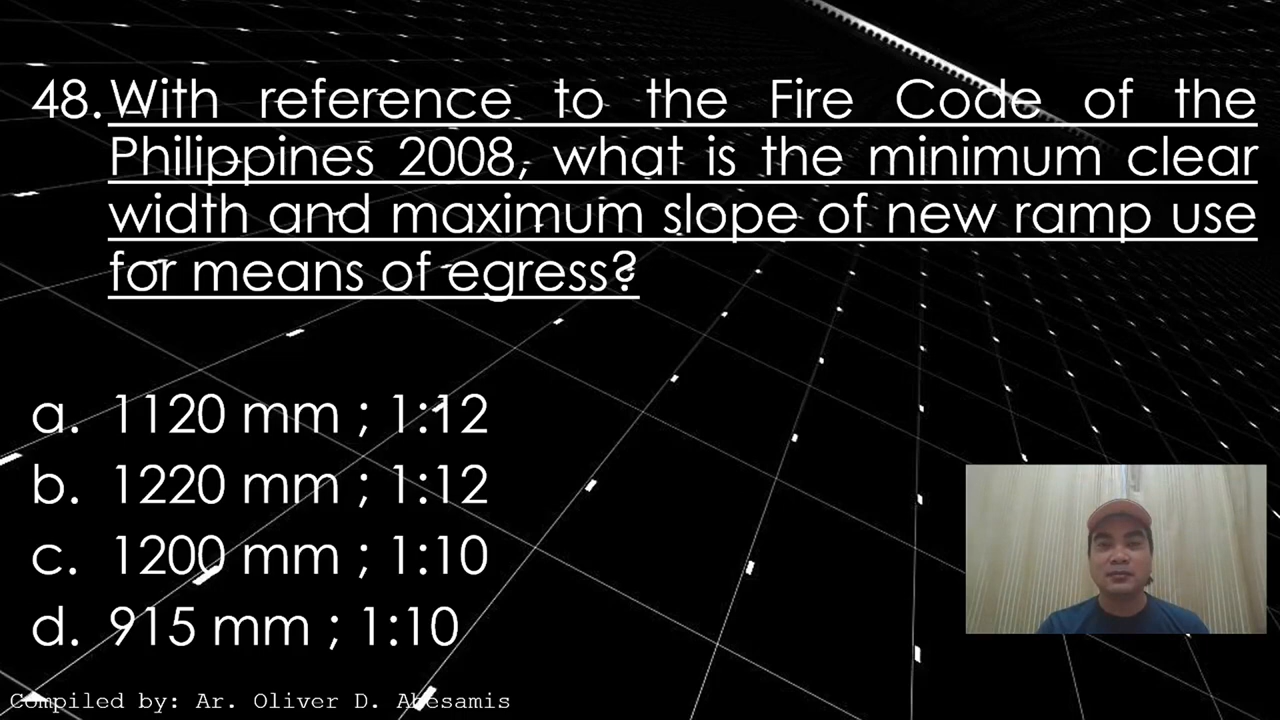 48. With reference to the Fire Code of the
Philippines 2008, what is the minimum clear
width and maximum slope of new ramp use
for means of egress?
a. 1120 mm ; 1:12
b. 1220 mm ; 1:12
c. 1200 mm ; 1:10
d. 915 mm ; 1:10
Compiled by: Ar. Oliver D. Abesamis